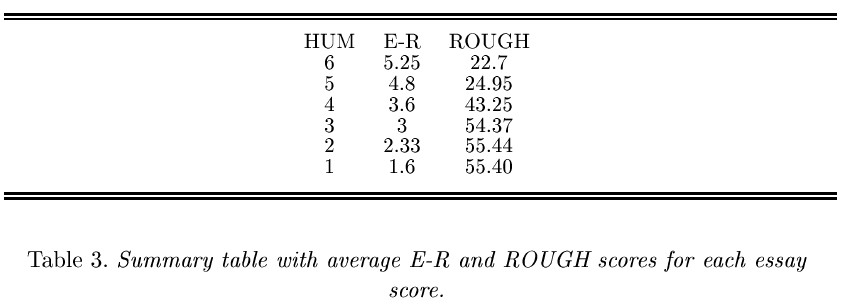 HUM E-R ROUGH
6 5.25 22.7
5 4.8 24.95
4 3.6 43.25
3 3 54.37
2 2.33 55.44
1 1.6 55.40
Table 3. Summary table with average E-R and ROUGH scores for each essay
score.